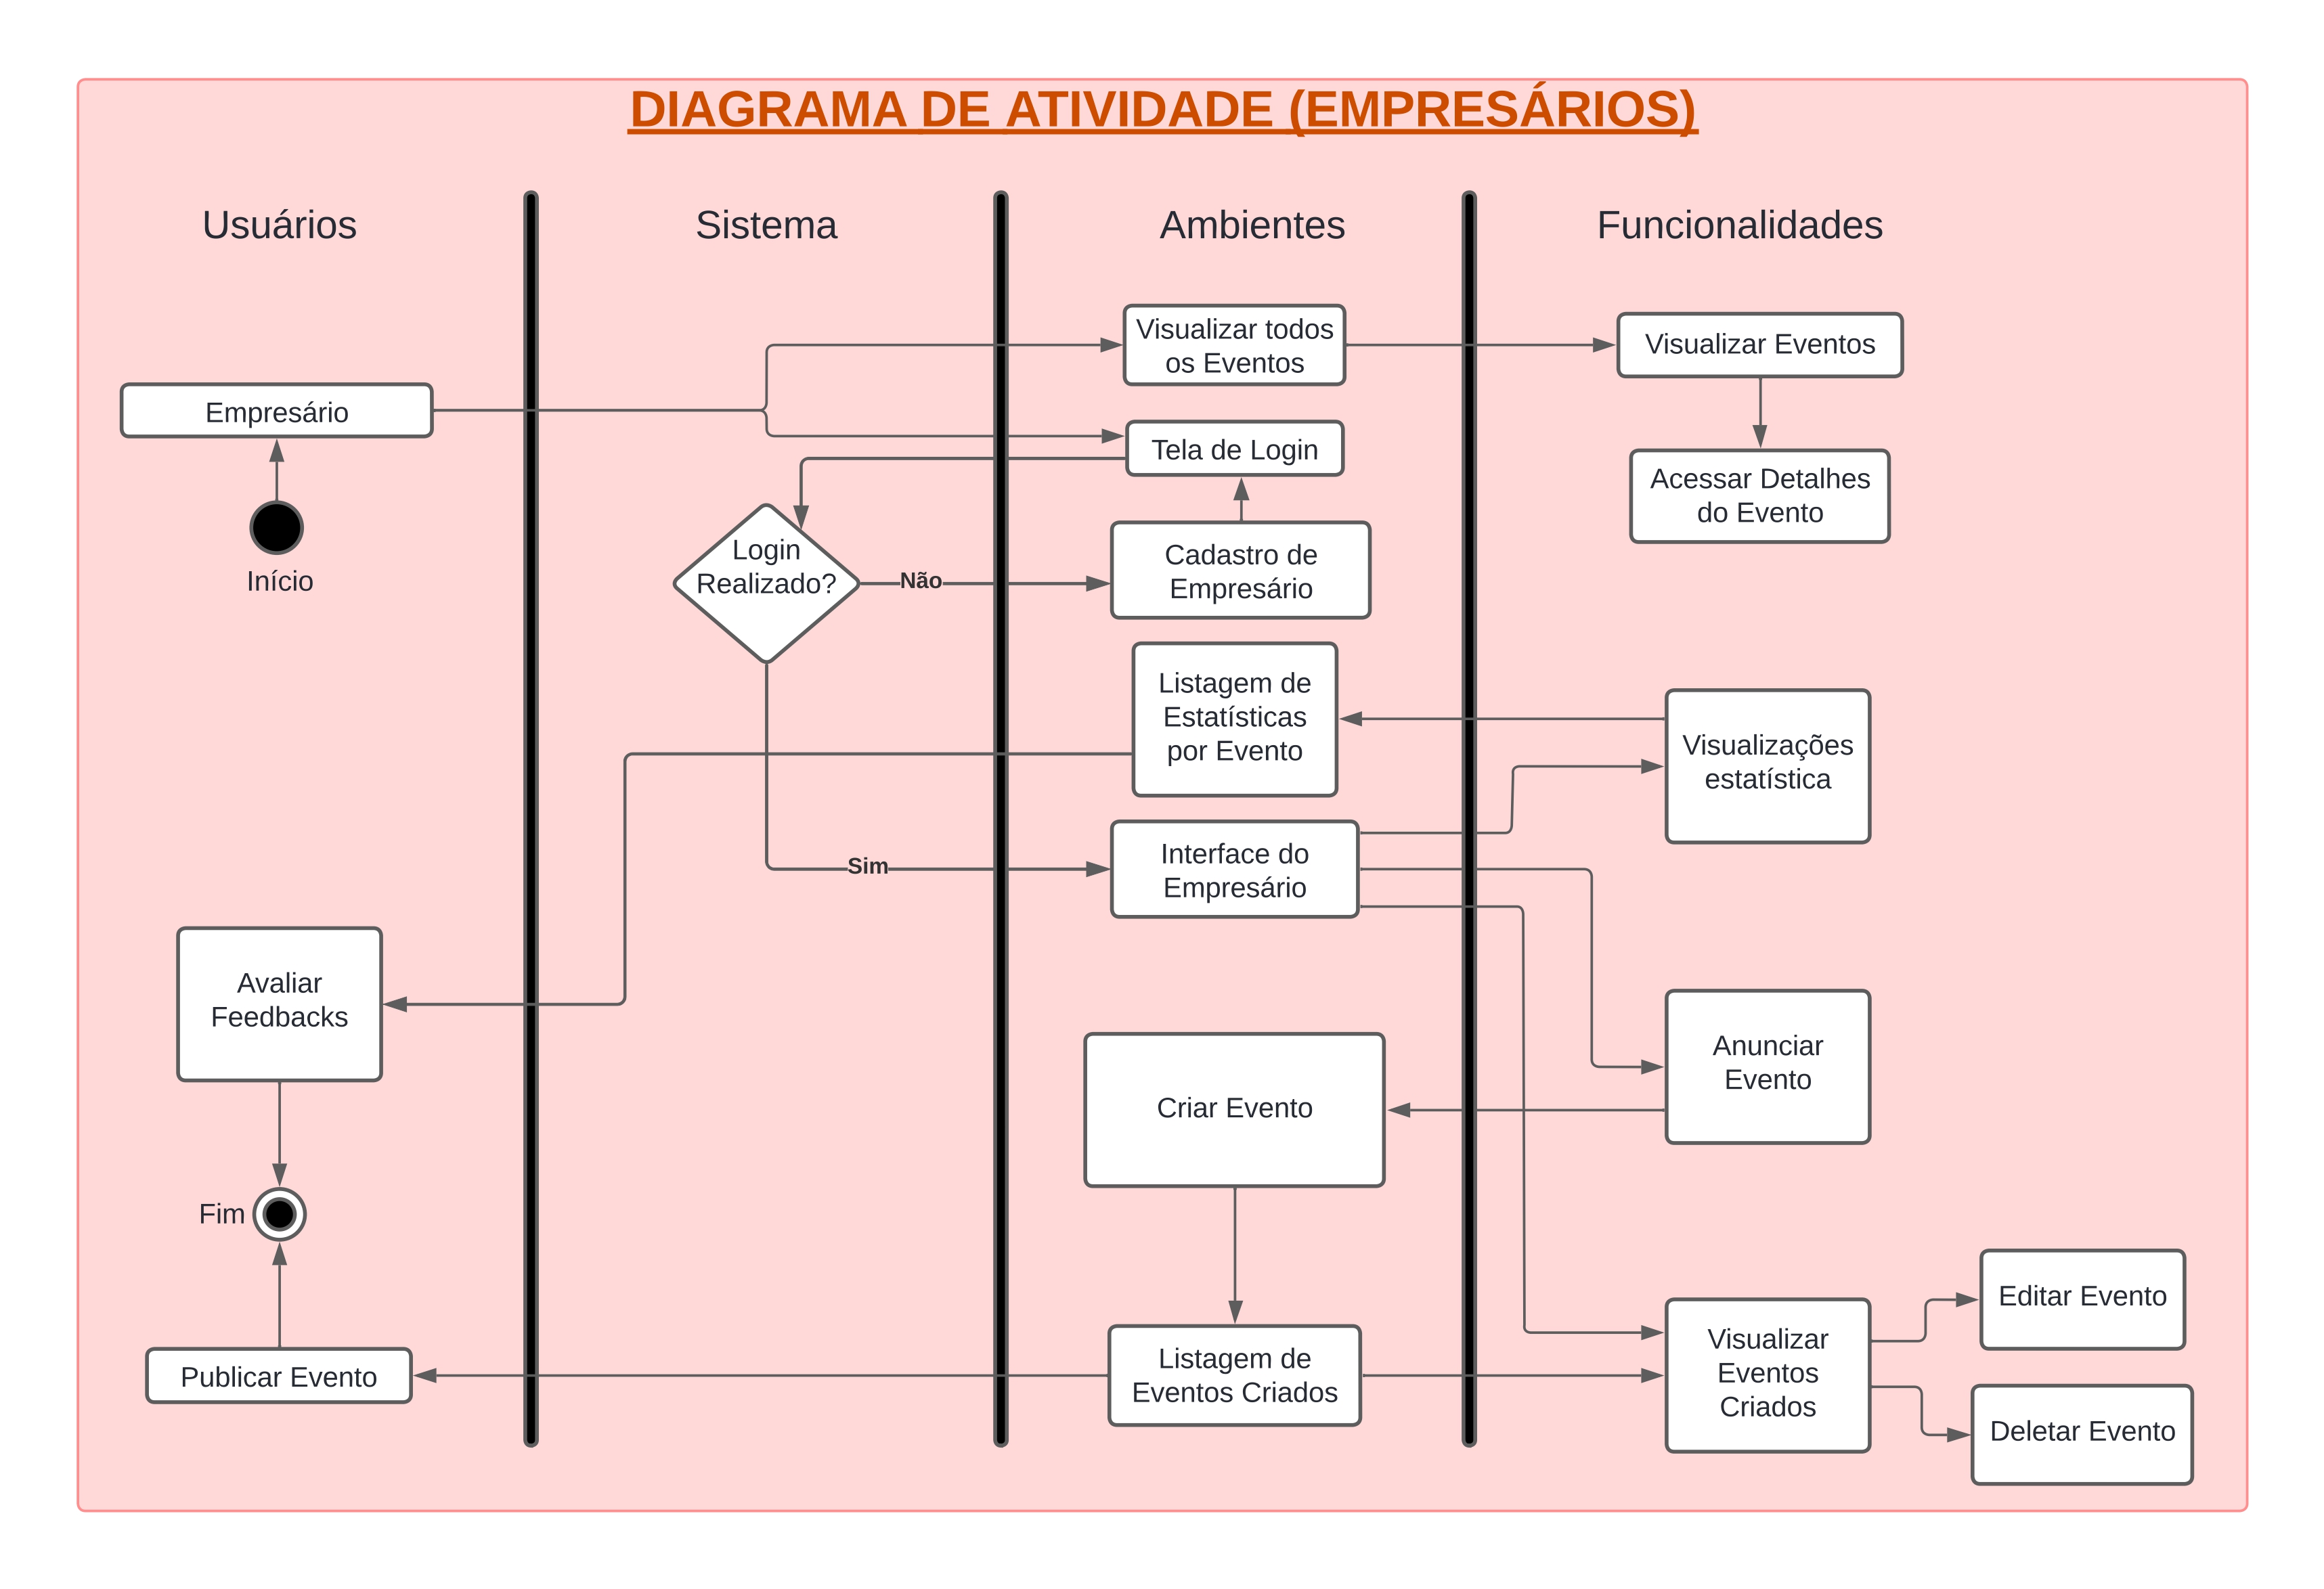 DIAGRAMA DE ATIVIDADE (EMPRESÁRIOS)
Usuários
Sistema
Ambientes
Funcionalidades
Visualizar todos
os Eventos
Visualizar Eventos
Empresário
Tela de Login
Acessar Detalhes
do Evento
Início
Login
Realizado?
Não
Cadastro de
Empresário
Listagem de
Estatísticas
por Evento
Visualizações
estatística
Sim
Interface do
Empresário
Avaliar
Feedbacks
Anunciar
Evento
Criar Evento
Fim
Editar Evento
Publicar Evento
Listagem de
Eventos Criados
Visualizar
Eventos
Criados
Deletar Evento